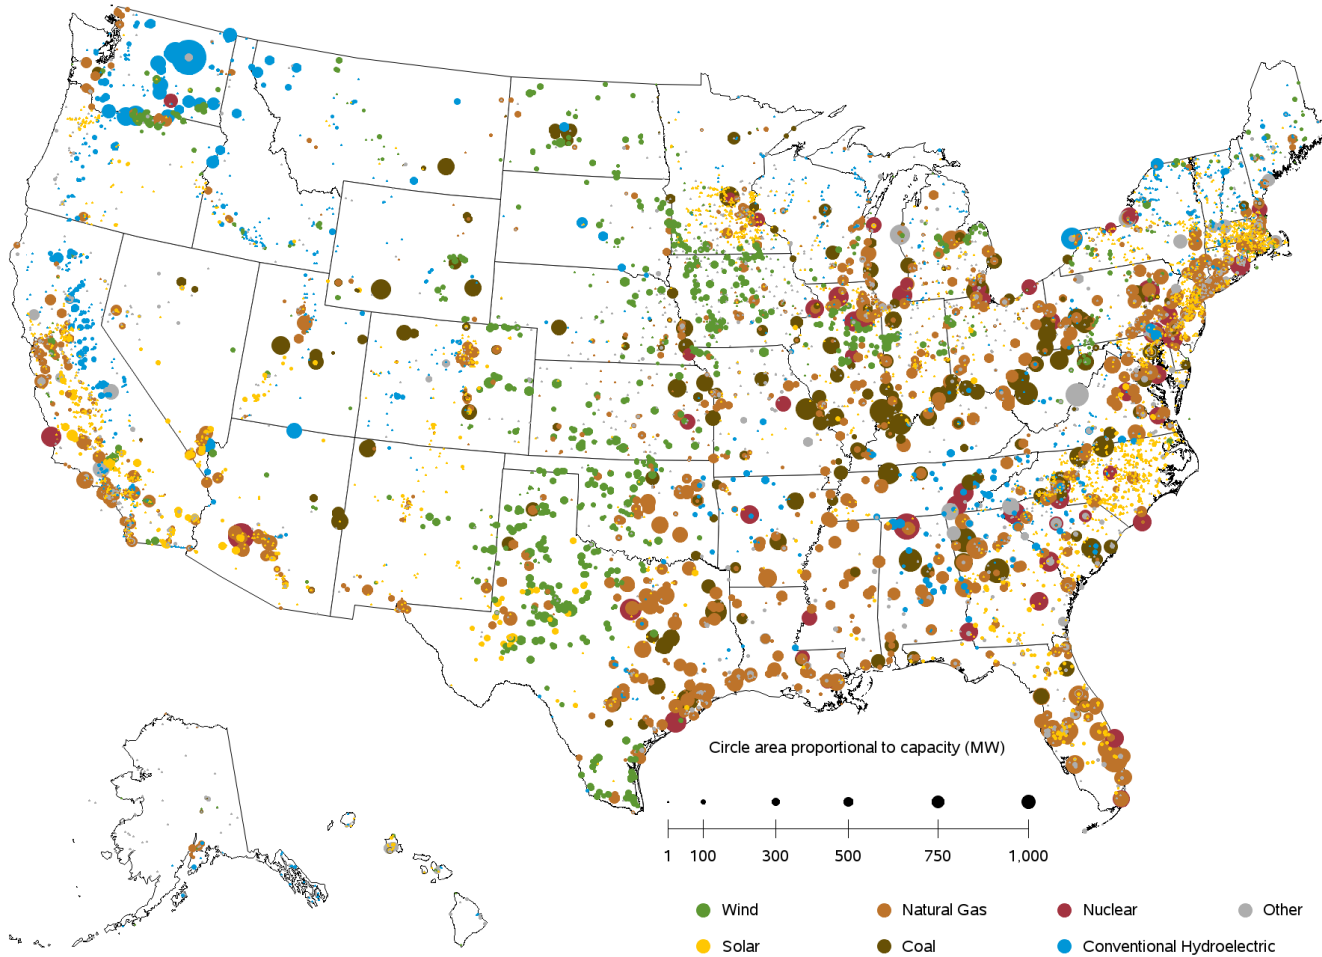 Circle area proportional to capacity (MW)
1 100 300 500 750 1,000
Wind Natural Gas Nuclear Other
Solar Coal Conventional Hydroelectric